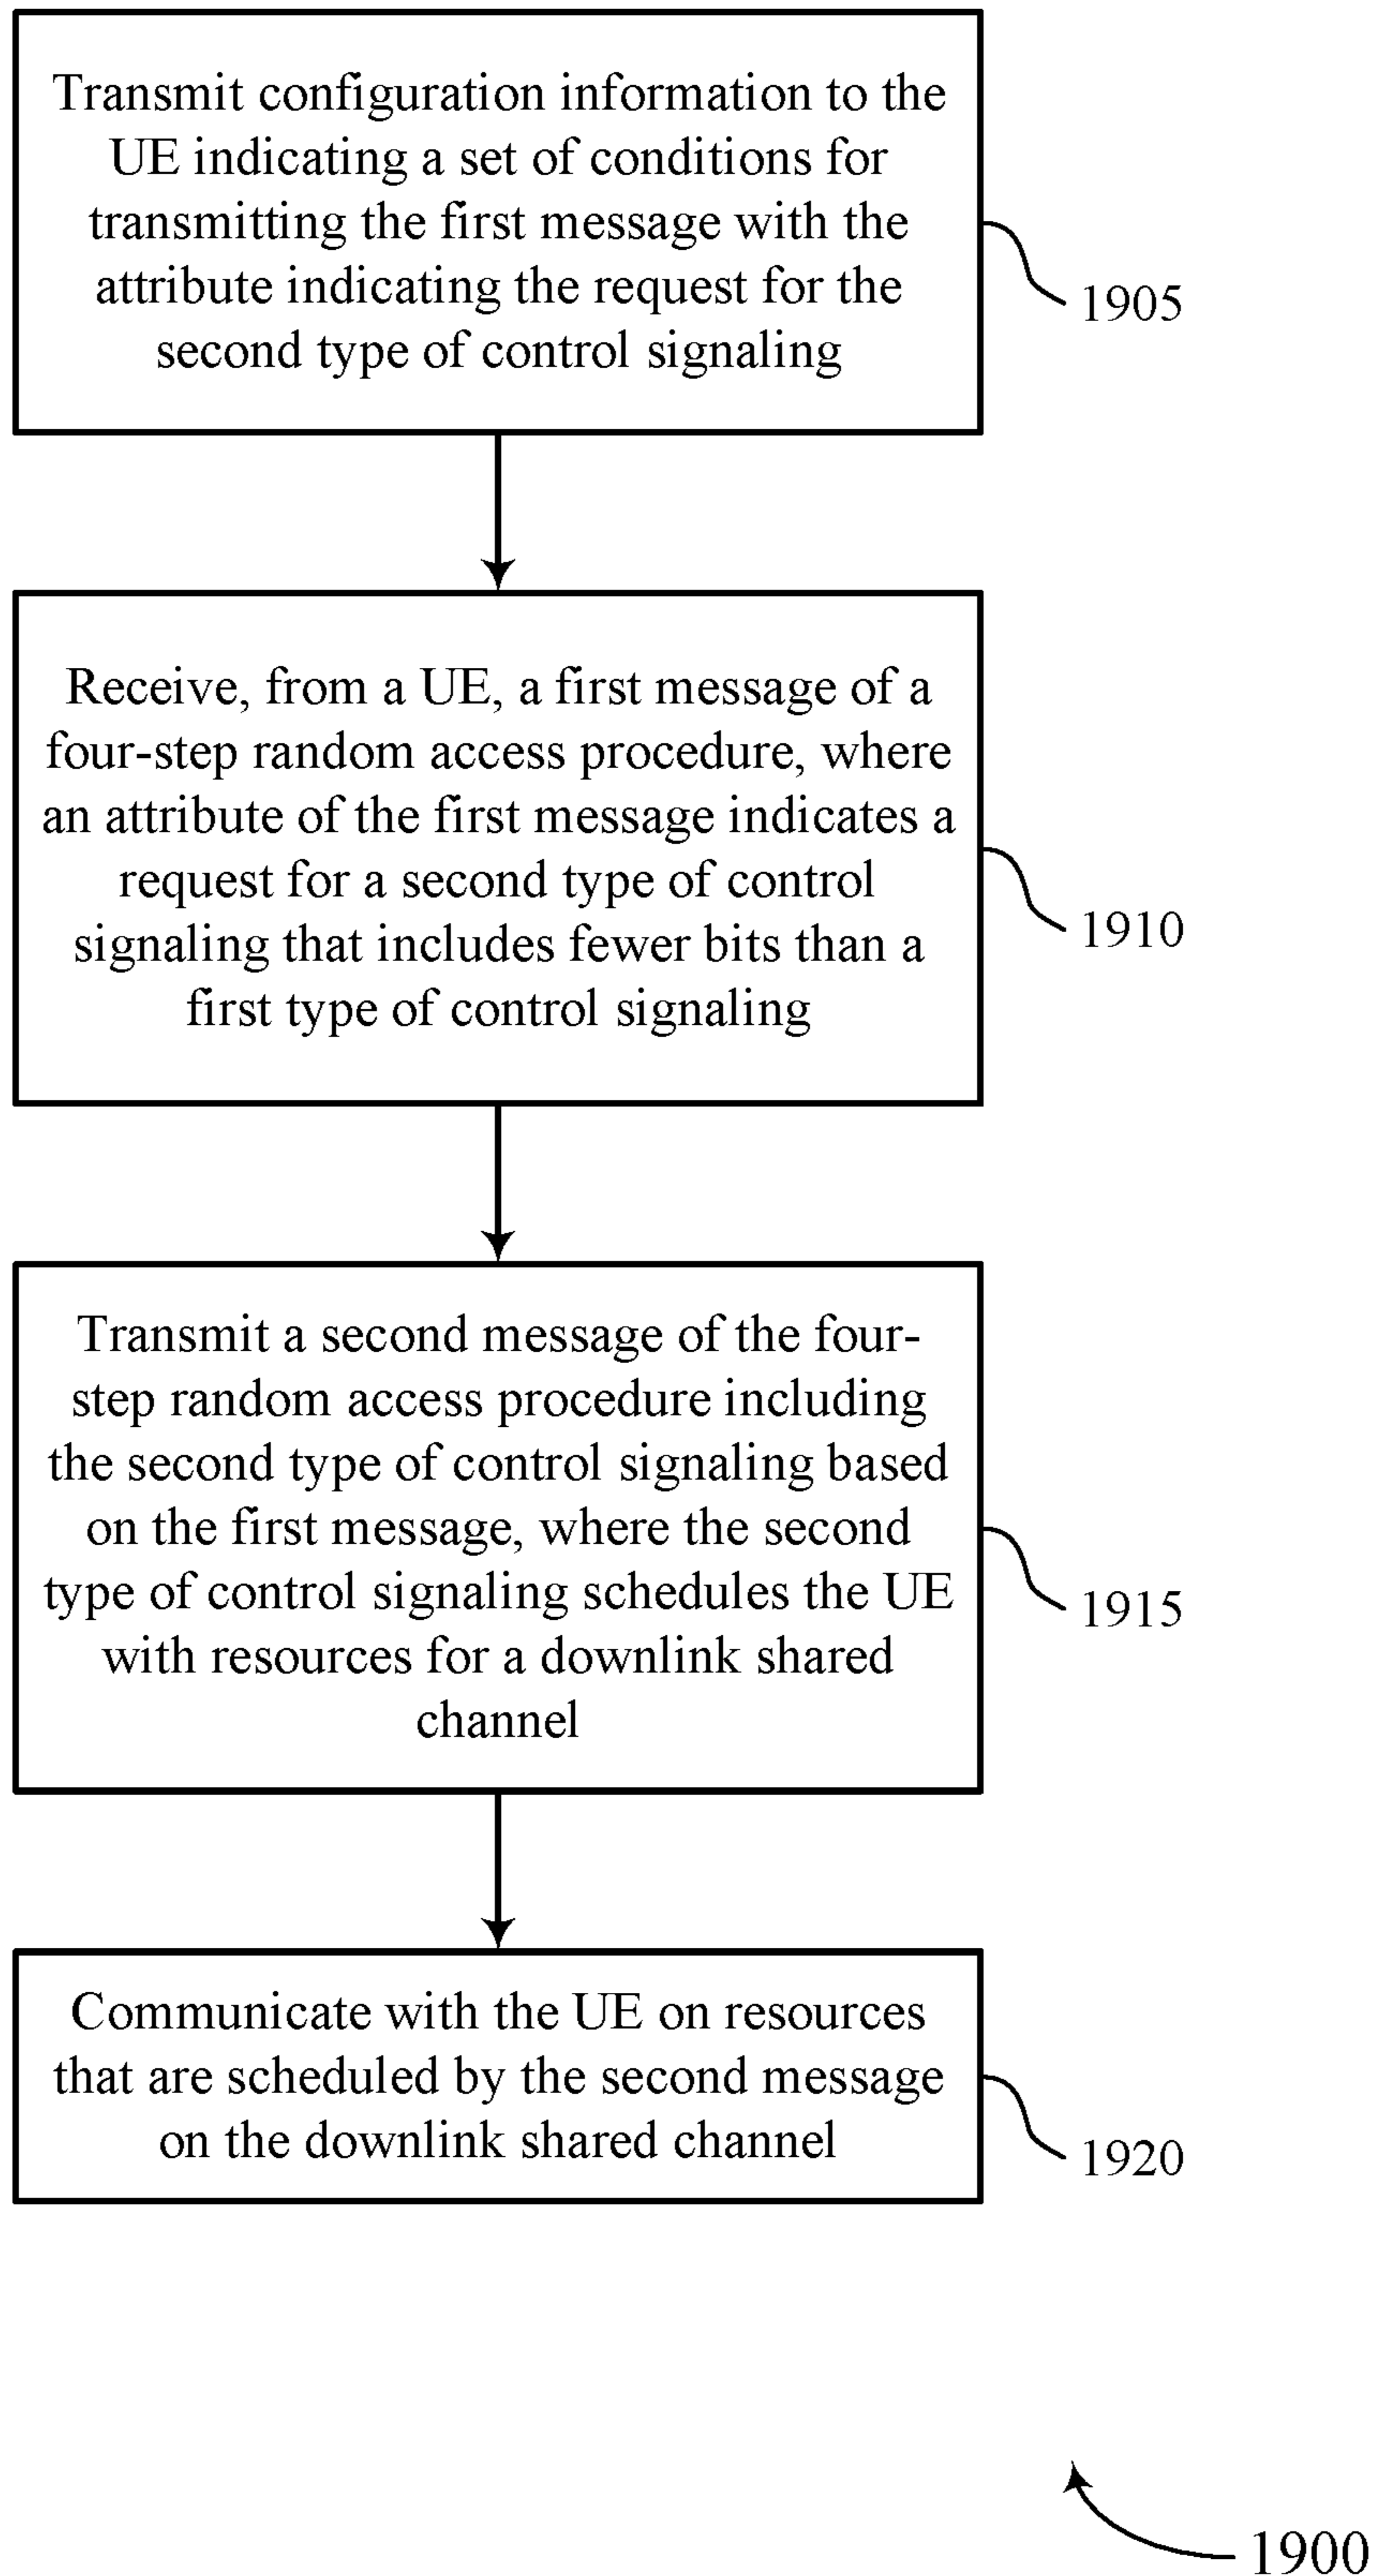 Transmit configuration information to the
UE indicating a set of conditions for
transmitting the first message with the
attribute indicating the request for the
second type of control signaling
1905
Receive, from a UE, a first message of a
four-step random access procedure, where
an attribute of the first message indicates a
request for a second type of control
signaling that includes fewer bits than a
first type of control signaling
1910
Transmit a second message of the four-
step random access procedure including
the second type of control signaling based
on the first message, where the second
type of control signaling schedules the UE
with resources for a downlink shared
channel
1915
Communicate with the UE on resources
that are scheduled by the second message
on the downlink shared channel
1920
1900